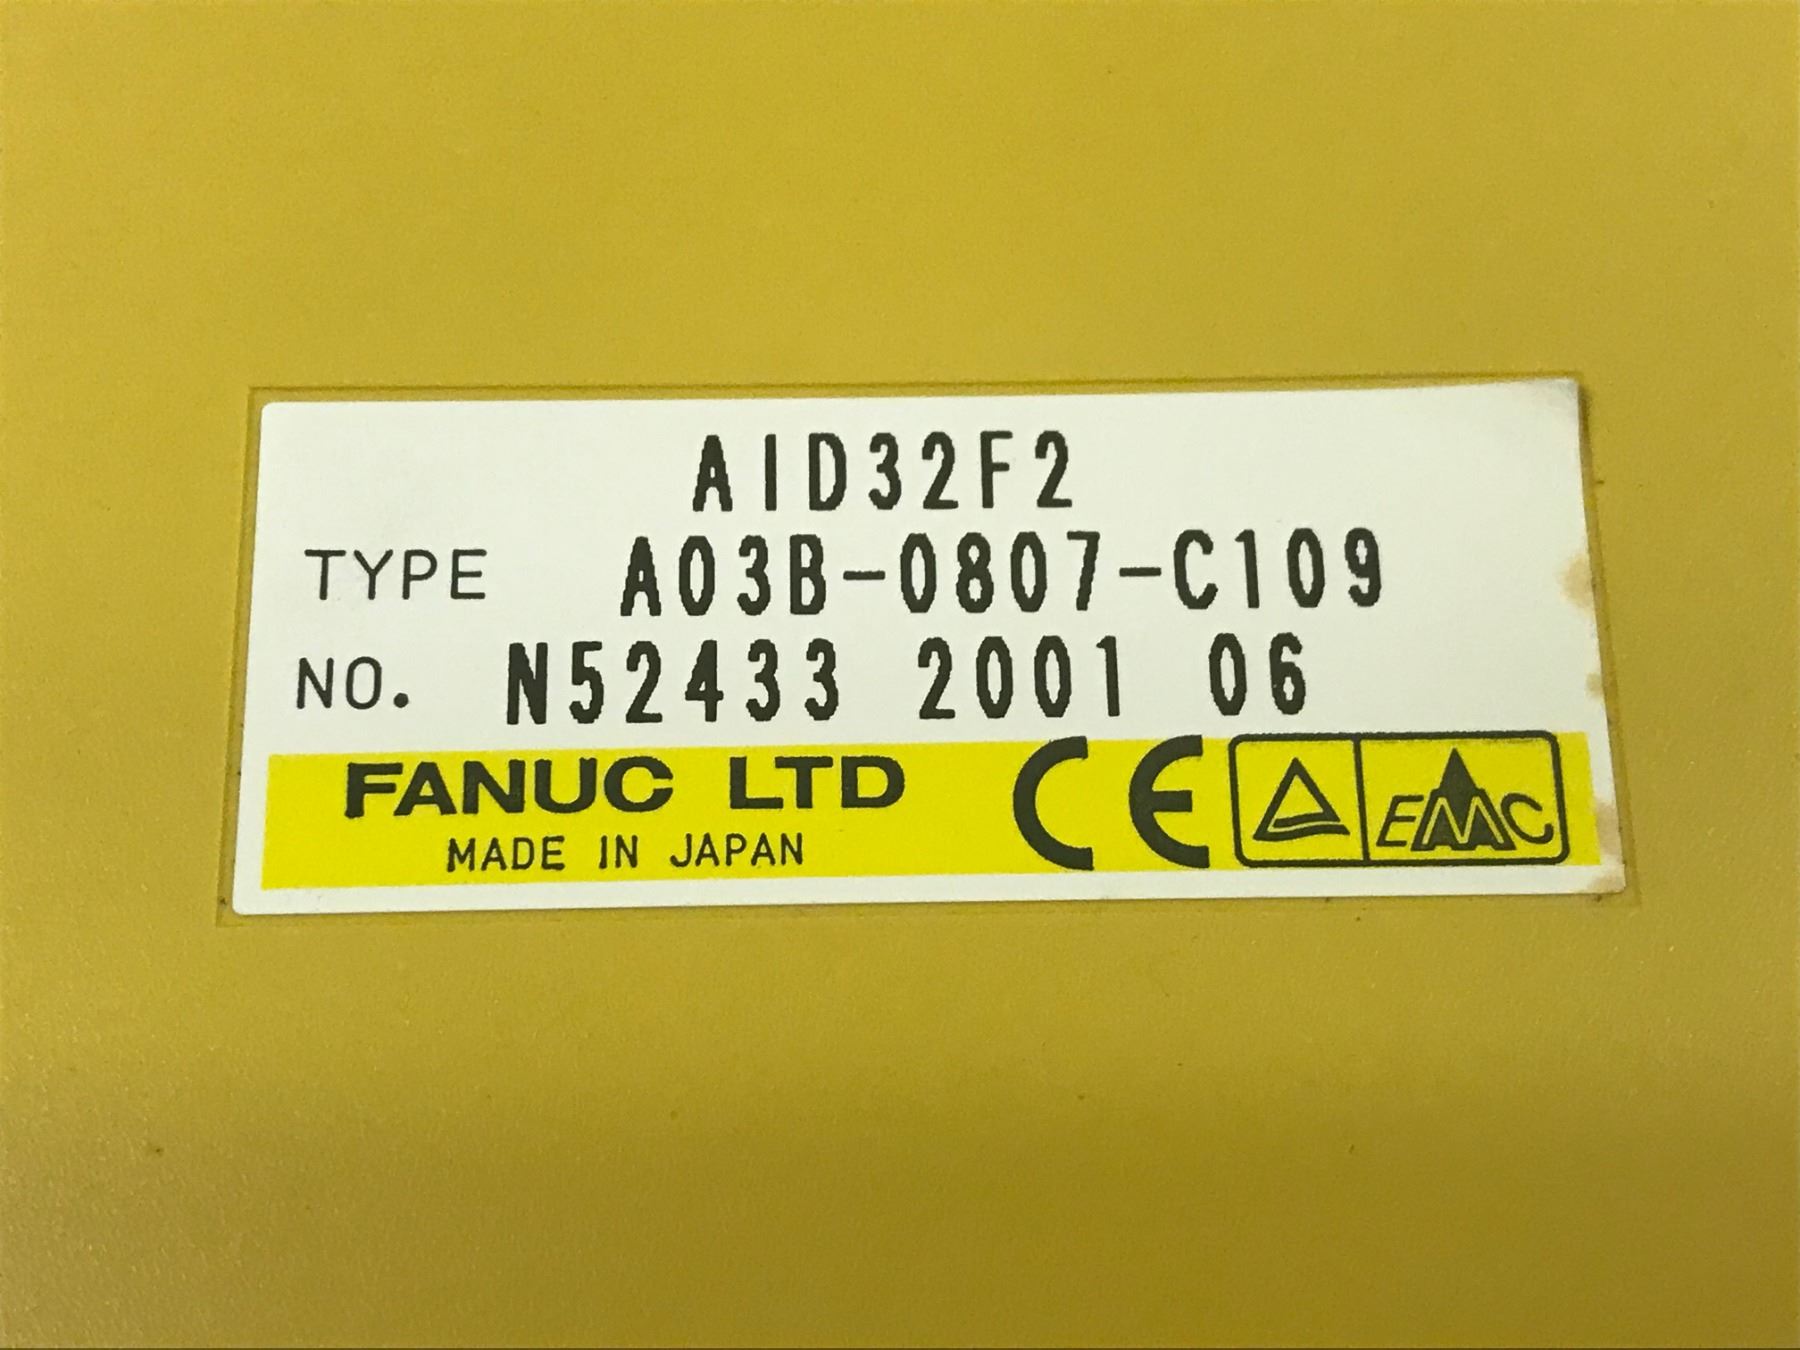 AID32F2
TYPE A03B-0807-C109
NO. N52433 2001 06
FANUC LTD CE EMC
MADE IN JAPAN